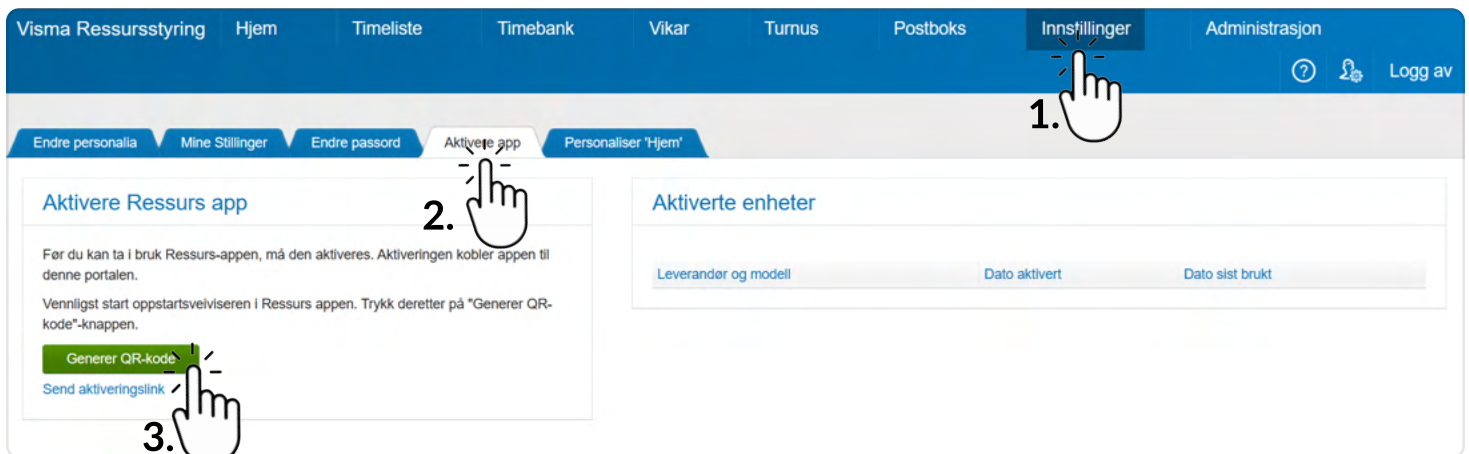 Visma Ressursstyring Hjem Timeliste Timebank Vikar Turnus Postboks Innstillinger Administrasjon
? Logg av
1.
Endre personalia Mine Stillinger Endre passord Aktivere app Personaliser 'Hjem'
2.
Aktivere Ressurs app
Før du kan ta i bruk Ressurs-appen, må den aktiveres. Aktiveringen kobler appen til
denne portalen.
Vennligst start oppstartsveiviseren i Ressurs appen. Trykk deretter på "Generer QR-
kode"-knappen.
Generer QR-kode
Send aktiveringslink
3.
Aktiverte enheter
Leverandør og modell Dato aktivert Dato sist brukt